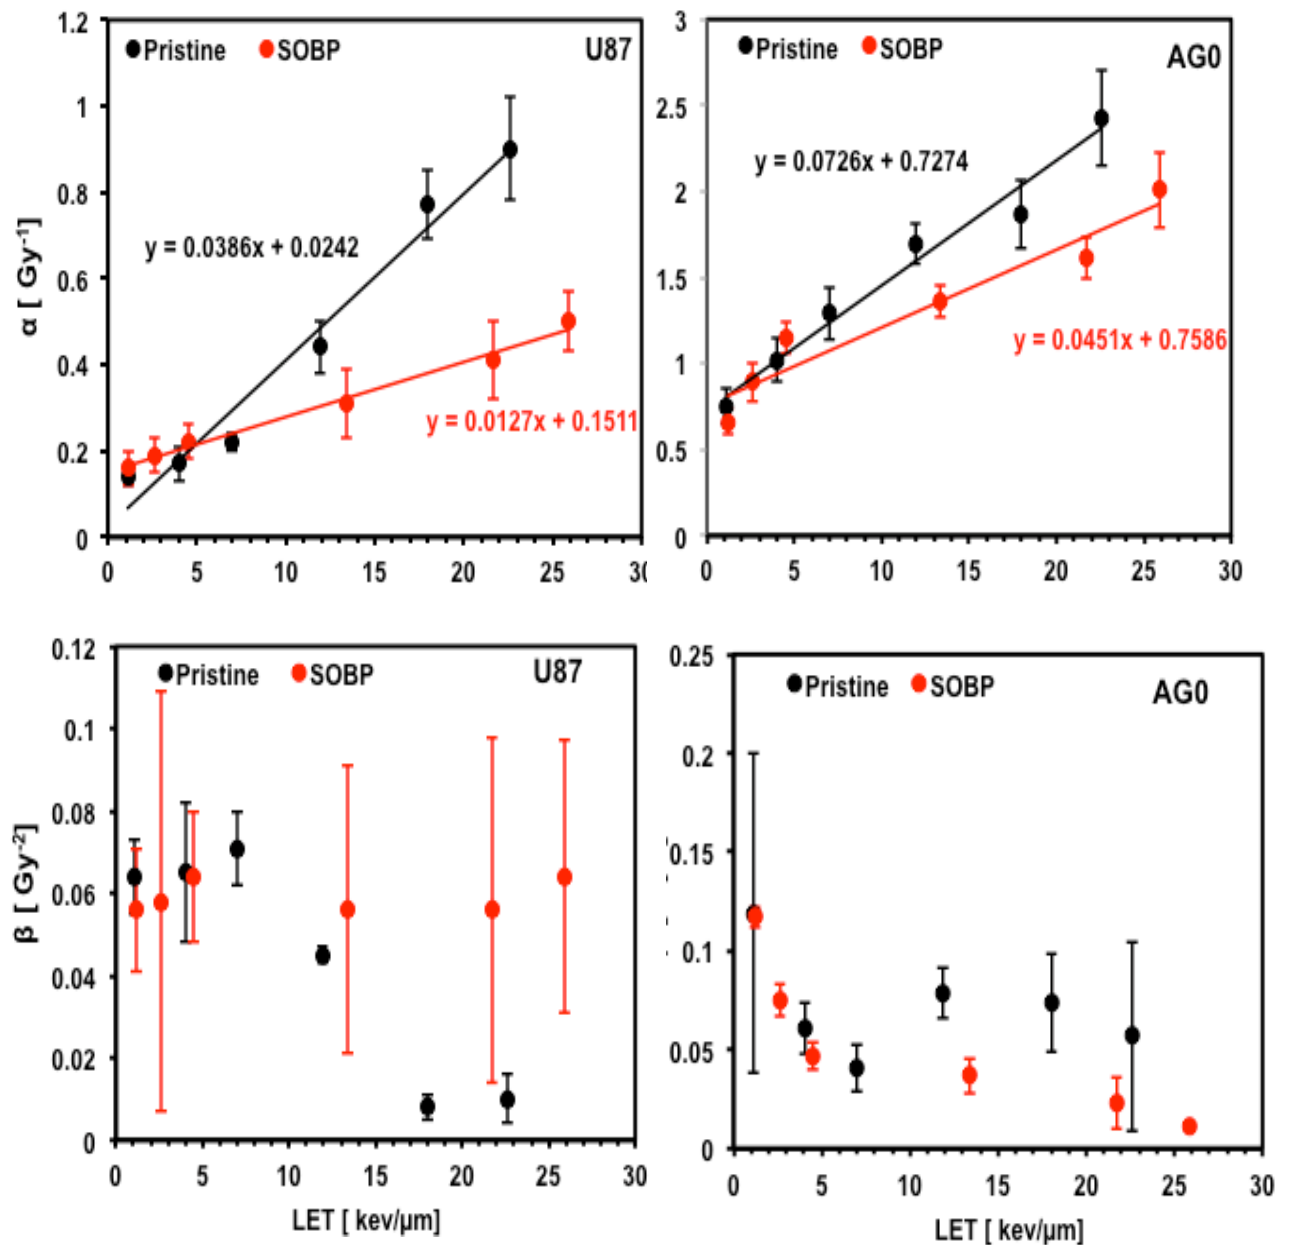 1.2
1
0.8
0.6
0.4
0.2
0
α [ Gy⁻¹]
Pristine
SOBP
U87
y = 0.0386x + 0.0242
y = 0.0127x + 0.1511
0 5 10 15 20 25
3
2.5
2
1.5
1
0.5
0
Pristine
SOBP
AG0
y = 0.0726x + 0.7274
y = 0.0451x + 0.7586
0 5 10 15 20 25 30
0.12
0.1
0.08
0.06
0.04
0.02
0
β [ Gy⁻²]
Pristine
SOBP
U87
0 5 10 15 20 25 30
LET [ kev/µm]
0.25
0.2
0.15
0.1
0.05
0
Pristine
SOBP
AG0
0 5 10 15 20 25 30
LET [ kev/µm]